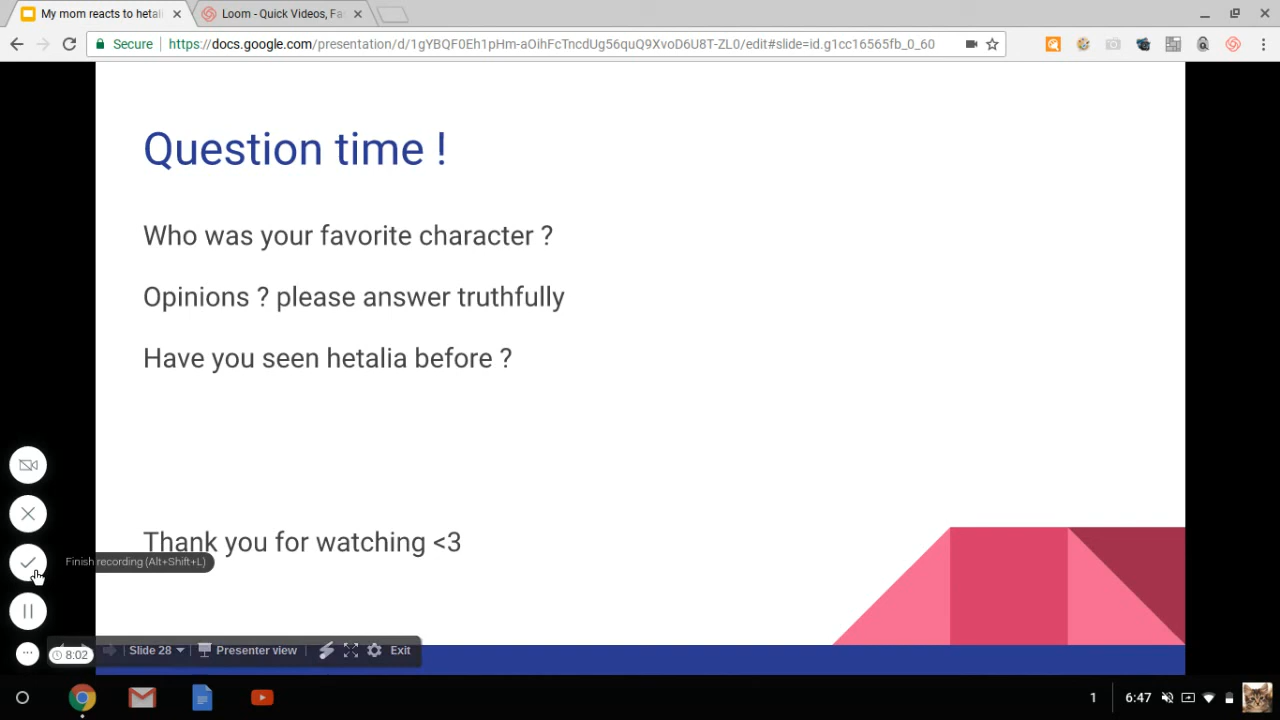 My mom reacts to hetali
Loom - Quick Videos, Fa
Secure
https://docs.google.com/presentation/d/1gYBQF0Eh1pHm-aOihFcTncdUg56quQ9XvoD6U8T-ZL0/edit#slide=id.g1cc16565fb_0_60
Question time !
Who was your favorite character ?
Opinions ? please answer truthfully
Have you seen hetalia before ?
Thank you for watching <3
Finish recording (Alt+Shift+L)
8:02
Slide 28
Presenter view
Exit
1
6:47